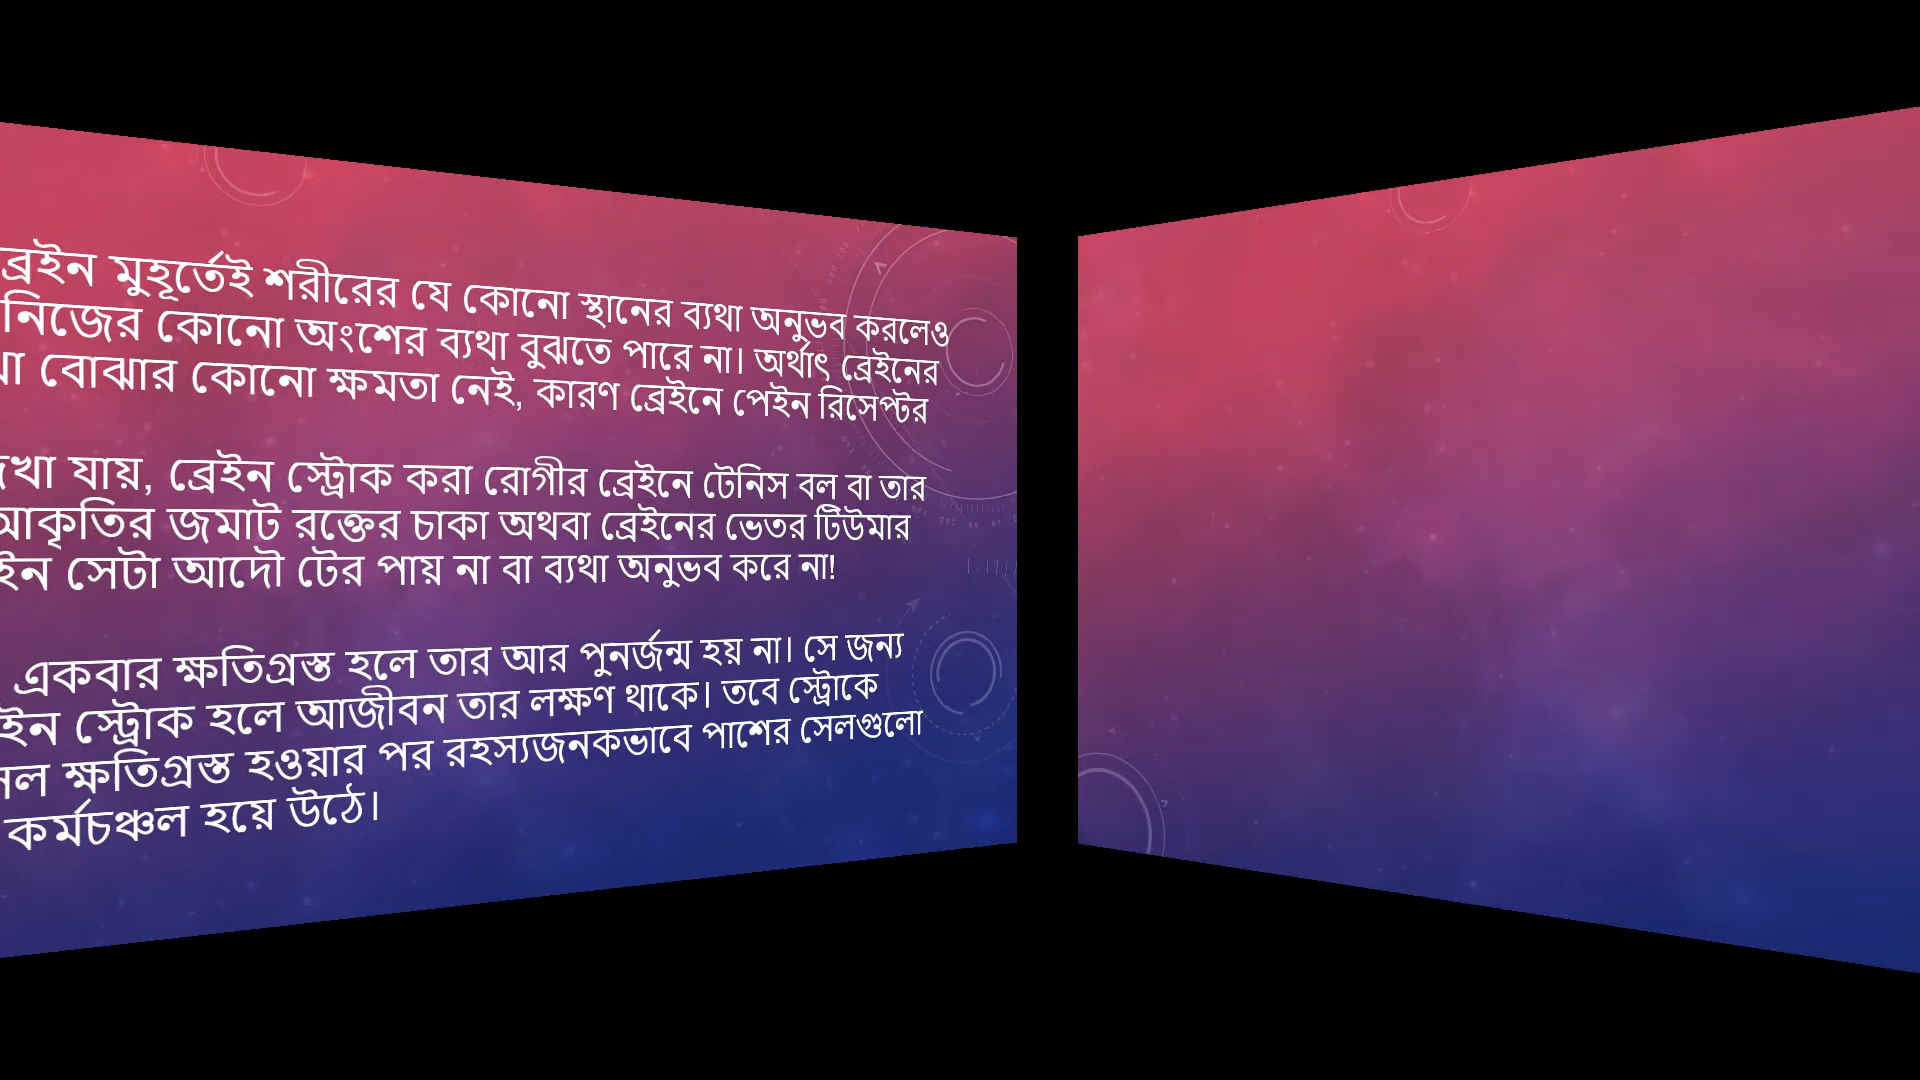 ব্রেইন মুহূর্তেই শরীরের যে কোনো স্থানের ব্যথা অনুভব করলেও
নিজের কোনো অংশের ব্যথা বুঝতে পারে না। অর্থাৎ ব্রেইনের
বোঝার কোনো ক্ষমতা নেই, কারণ ব্রেইনে পেইন রিসেপ্টর
যায়, ব্রেইন স্ট্রোক করা রোগীর ব্রেইনে টেনিস বল বা তার
আকৃতির জমাট রক্তের চাকা অথবা ব্রেইনের ভেতর টিউমার
সেটা আদৌ টের পায় না বা ব্যথা অনুভব করে না!
একবার ক্ষতিগ্রস্ত হলে তার আর পুনর্জন্ম হয় না। সে জন্য
স্ট্রোক হলে আজীবন তার লক্ষণ থাকে। তবে স্ট্রোকে
ক্ষতিগ্রস্ত হওয়ার পর রহস্যজনকভাবে পাশের সেলগুলো
কর্মচঞ্চল হয়ে উঠে।